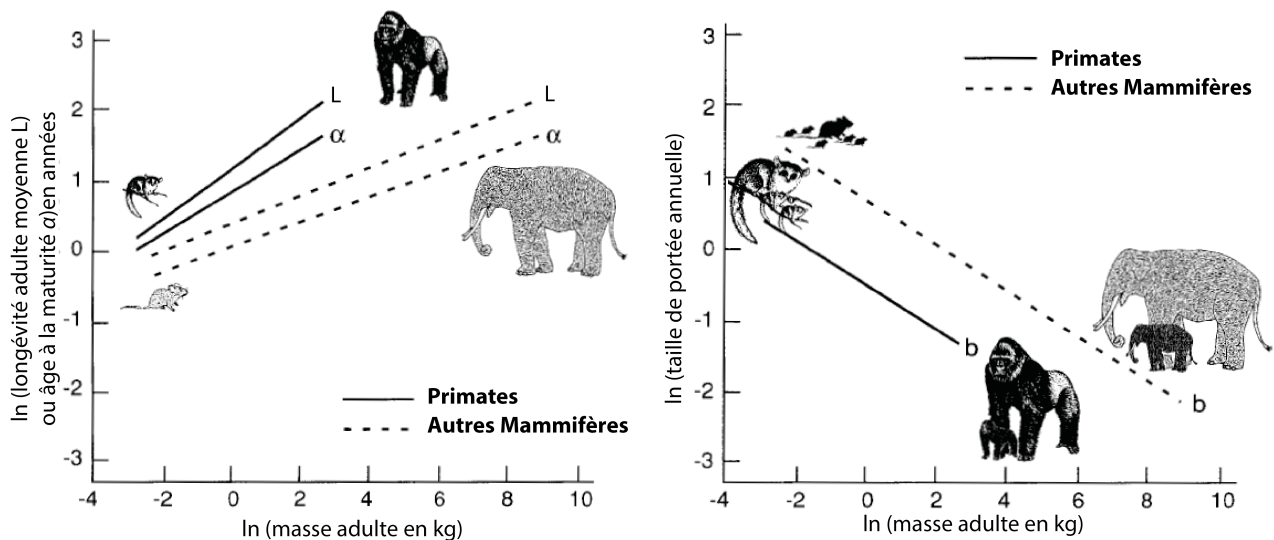 ln (longévité adulte moyenne L)
ou âge à la maturité α)en années
3
2
1
0
-1
-2
-3
L
α
L
α
Primates
Autres Mammifères
-4
-2
0
2
4
6
8
10
ln (masse adulte en kg)
ln (taille de portée annuelle)
3
2
1
0
-1
-2
-3
Primates
Autres Mammifères
b
b
-4
-2
0
2
4
6
8
10
ln (masse adulte en kg)